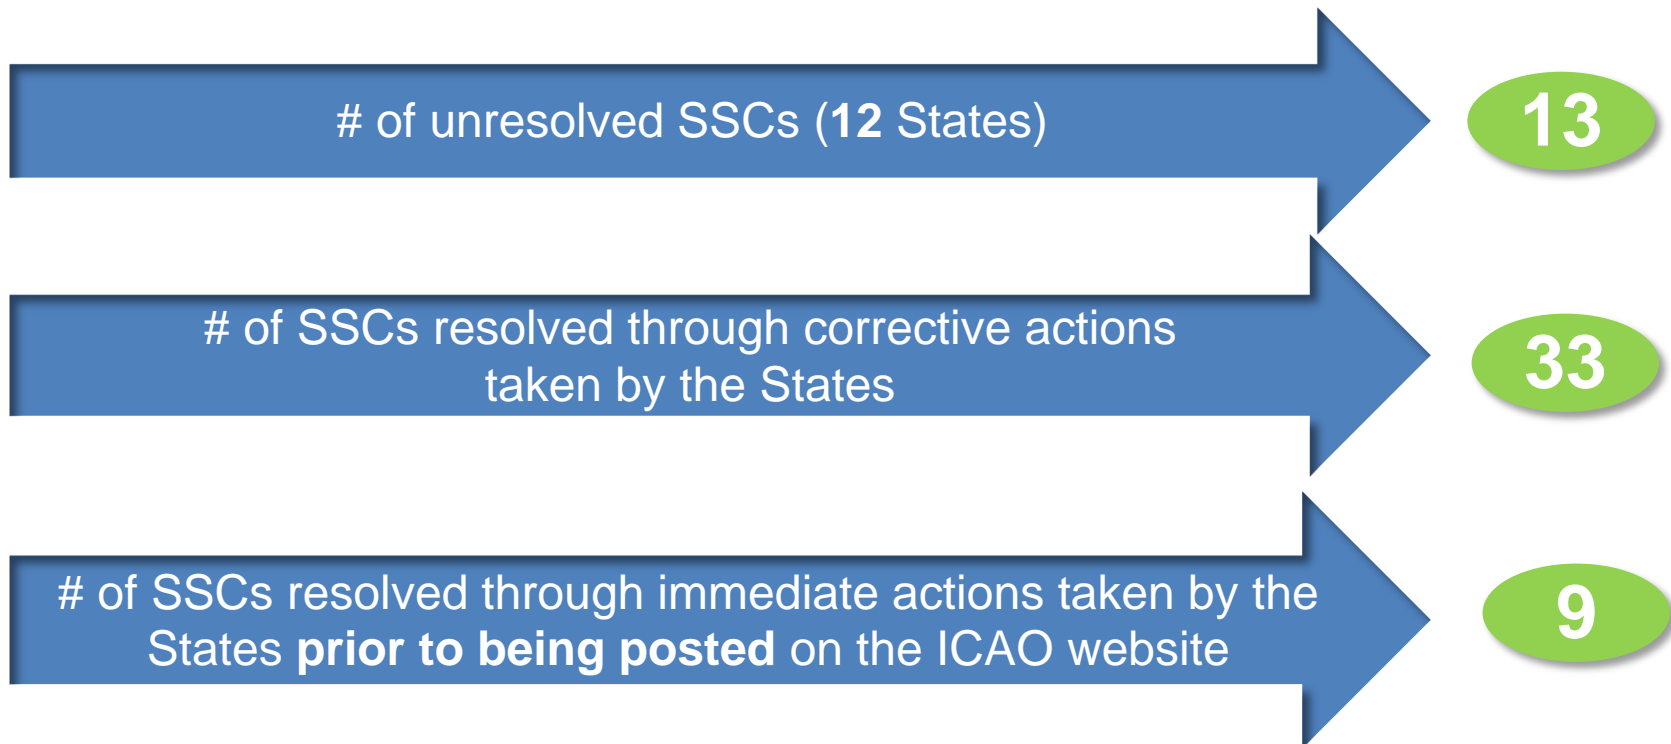 # of unresolved SSCs (12 States)
13
# of SSCs resolved through corrective actions
taken by the States
33
# of SSCs resolved through immediate actions taken by the
States prior to being posted on the ICAO website
9